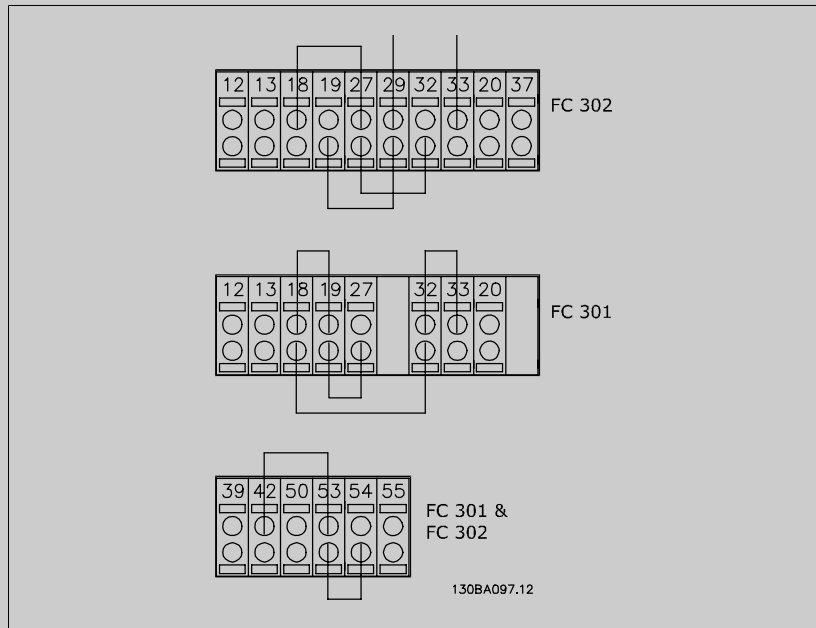 12 13 18 19 27 29 32 33 20 37
FC 302
12 13 18 19 27 32 33 20
FC 301
39 42 50 53 54 55
FC 301 &
FC 302
130BA097.12